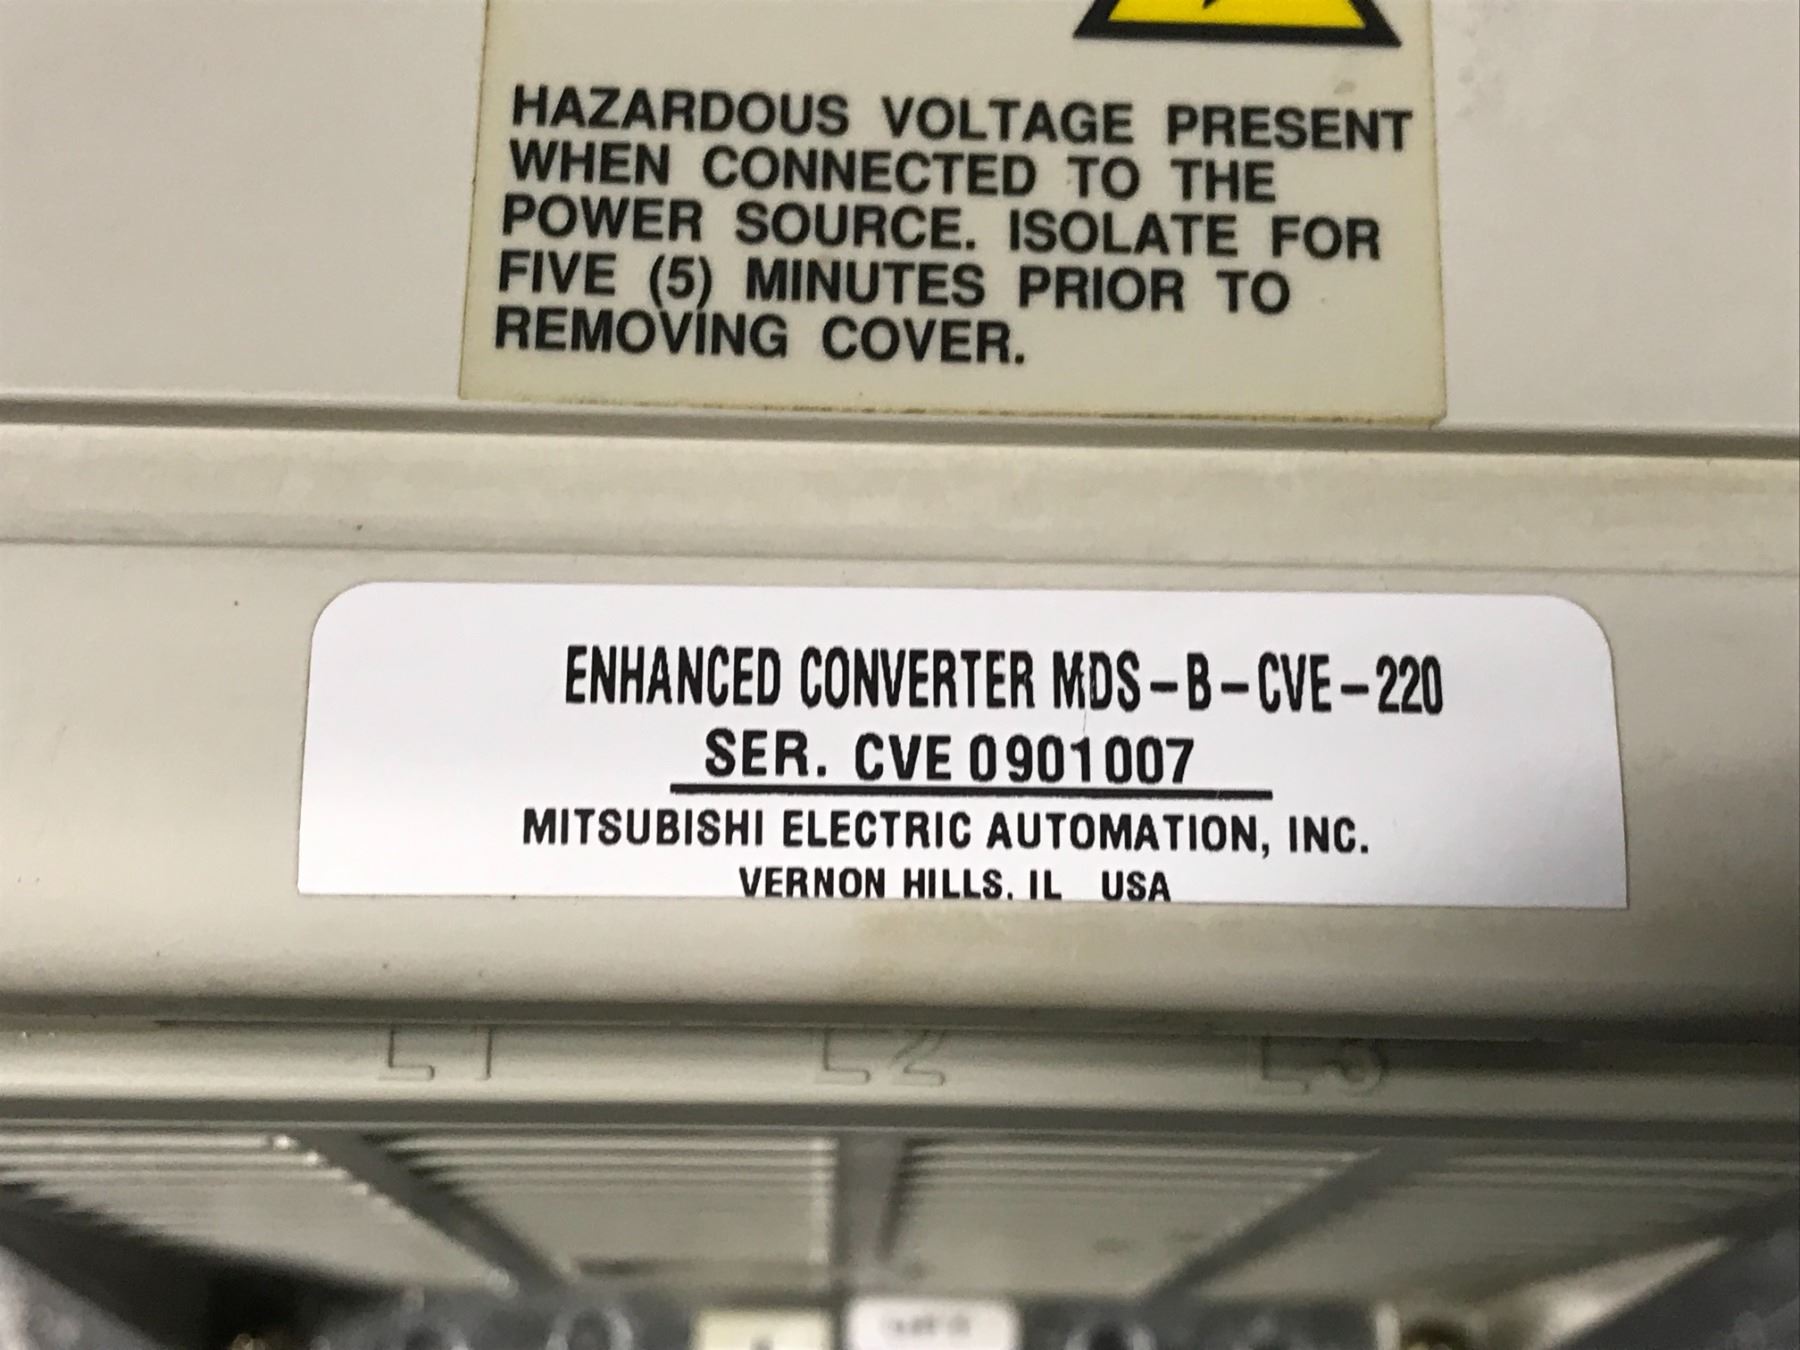 HAZARDOUS VOLTAGE PRESENT
WHEN CONNECTED TO THE
POWER SOURCE. ISOLATE FOR
FIVE (5) MINUTES PRIOR TO
REMOVING COVER.
ENHANCED CONVERTER MDS-B-CVE-220
SER. CVE 0901007
MITSUBISHI ELECTRIC AUTOMATION, INC.
VERNON HILLS, IL USA
L1 L2 L3